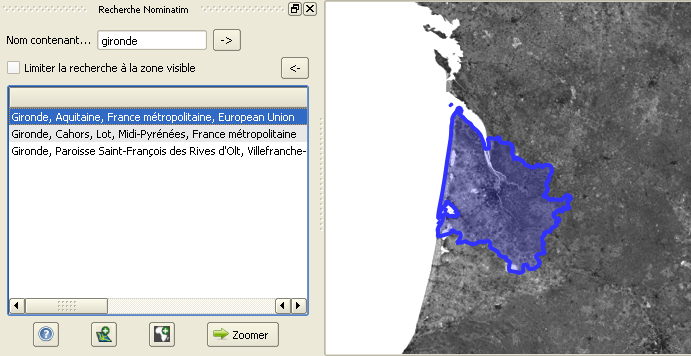 Recherche Nominatim
Nom contenant... gironde ->
Limiter la recherche à la zone visible <-
Gironde, Aquitaine, France métropolitaine, European Union
Gironde, Cahors, Lot, Midi-Pyrénées, France métropolitaine
Gironde, Paroisse Saint-François des Rives d'Olt, Villefranche-
? Zoomer